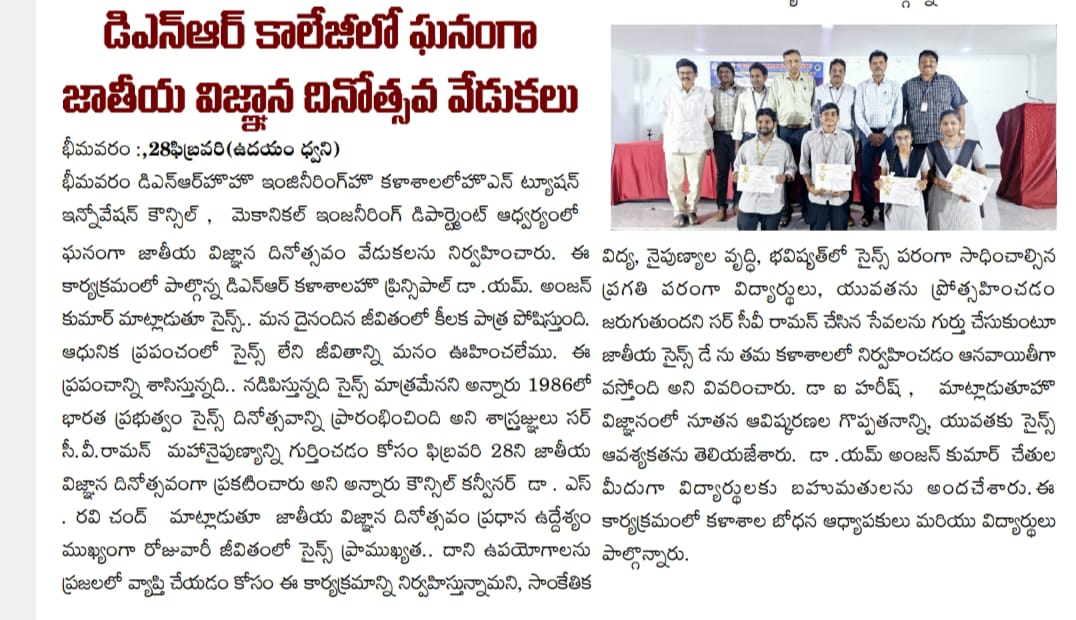 డిఎన్ఆర్ కాలేజీలో ఘనంగా
జాతీయ విజ్ఞాన దినోత్సవ వేడుకలు
భీమవరం :,28ఫిబ్రవరి(ఉదయం ధ్వని)
భీమవరం డిఎన్ఆర్‌హొహొ ఇంజినీరింగ్‌హొ కళాశాలలోహొఎన్ ట్యూషన్
ఇన్నోవేషన్ కౌన్సిల్ , మెకానికల్ ఇంజనీరింగ్ డిపార్ట్మెంట్ ఆధ్వర్యంలో
ఘనంగా జాతీయ విజ్ఞాన దినోత్సవం వేడుకలను నిర్వహించారు. ఈ
కార్యక్రమంలో పాల్గొన్న డిఎన్ఆర్ కళాశాలహొ ప్రిన్సిపాల్ డా .యమ్. అంజన్
కుమార్ మాట్లాడుతూ సైన్స్.. మన దైనందిన జీవితంలో కీలక పాత్ర పోషిస్తుంది.
ఆధునిక ప్రపంచంలో సైన్స్ లేని జీవితాన్ని మనం ఊహించలేము. ఈ
ప్రపంచాన్ని శాసిస్తున్నది.. నడిపిస్తున్నది సైన్స్ మాత్రమేనని అన్నారు 1986లో
భారత ప్రభుత్వం సైన్స్ దినోత్సవాన్ని ప్రారంభించింది అని శాస్త్రజ్ఞులు సర్
సీ.వీ.రామన్ మహానైపుణ్యాన్ని గుర్తించడం కోసం ఫిబ్రవరి 28ని జాతీయ
విజ్ఞాన దినోత్సవంగా ప్రకటించారు అని అన్నారు కౌన్సిల్ కన్వీనర్ డా . ఎస్
. రవి చంద్ మాట్లాడుతూ జాతీయ విజ్ఞాన దినోత్సవం ప్రధాన ఉద్దేశ్యం
ముఖ్యంగా రోజువారీ జీవితంలో సైన్స్ ప్రాముఖ్యత.. దాని ఉపయోగాలను
ప్రజలలో వ్యాప్తి చేయడం కోసం ఈ కార్యక్రమాన్ని నిర్వహిస్తున్నామని, సాంకేతిక
విద్య, నైపుణ్యాల వృద్ధి, భవిష్యత్‌లో సైన్స్ పరంగా సాధించాల్సిన
ప్రగతి పరంగా విద్యార్థులు, యువతను ప్రోత్సహించడం
జరుగుతుందని సర్ సీవీ రామన్ చేసిన సేవలను గుర్తు చేసుకుంటూ
జాతీయ సైన్స్ డే ను తమ కళాశాలలో నిర్వహించడం ఆనవాయితీగా
వస్తోంది అని వివరించారు. డా ఐ హరీష్ , మాట్లాడుతూహొ
విజ్ఞానంలో నూతన ఆవిష్కరణల గొప్పతనాన్ని, యువతకు సైన్స్
ఆవశ్యకతను తెలియజేశారు. డా .యమ్ అంజన్ కుమార్ చేతుల
మీదుగా విద్యార్థులకు బహుమతులను అందచేశారు.ఈ
కార్యక్రమంలో కళాశాల బోధన ఆధ్యాపకులు మరియు విద్యార్థులు
పాల్గొన్నారు.